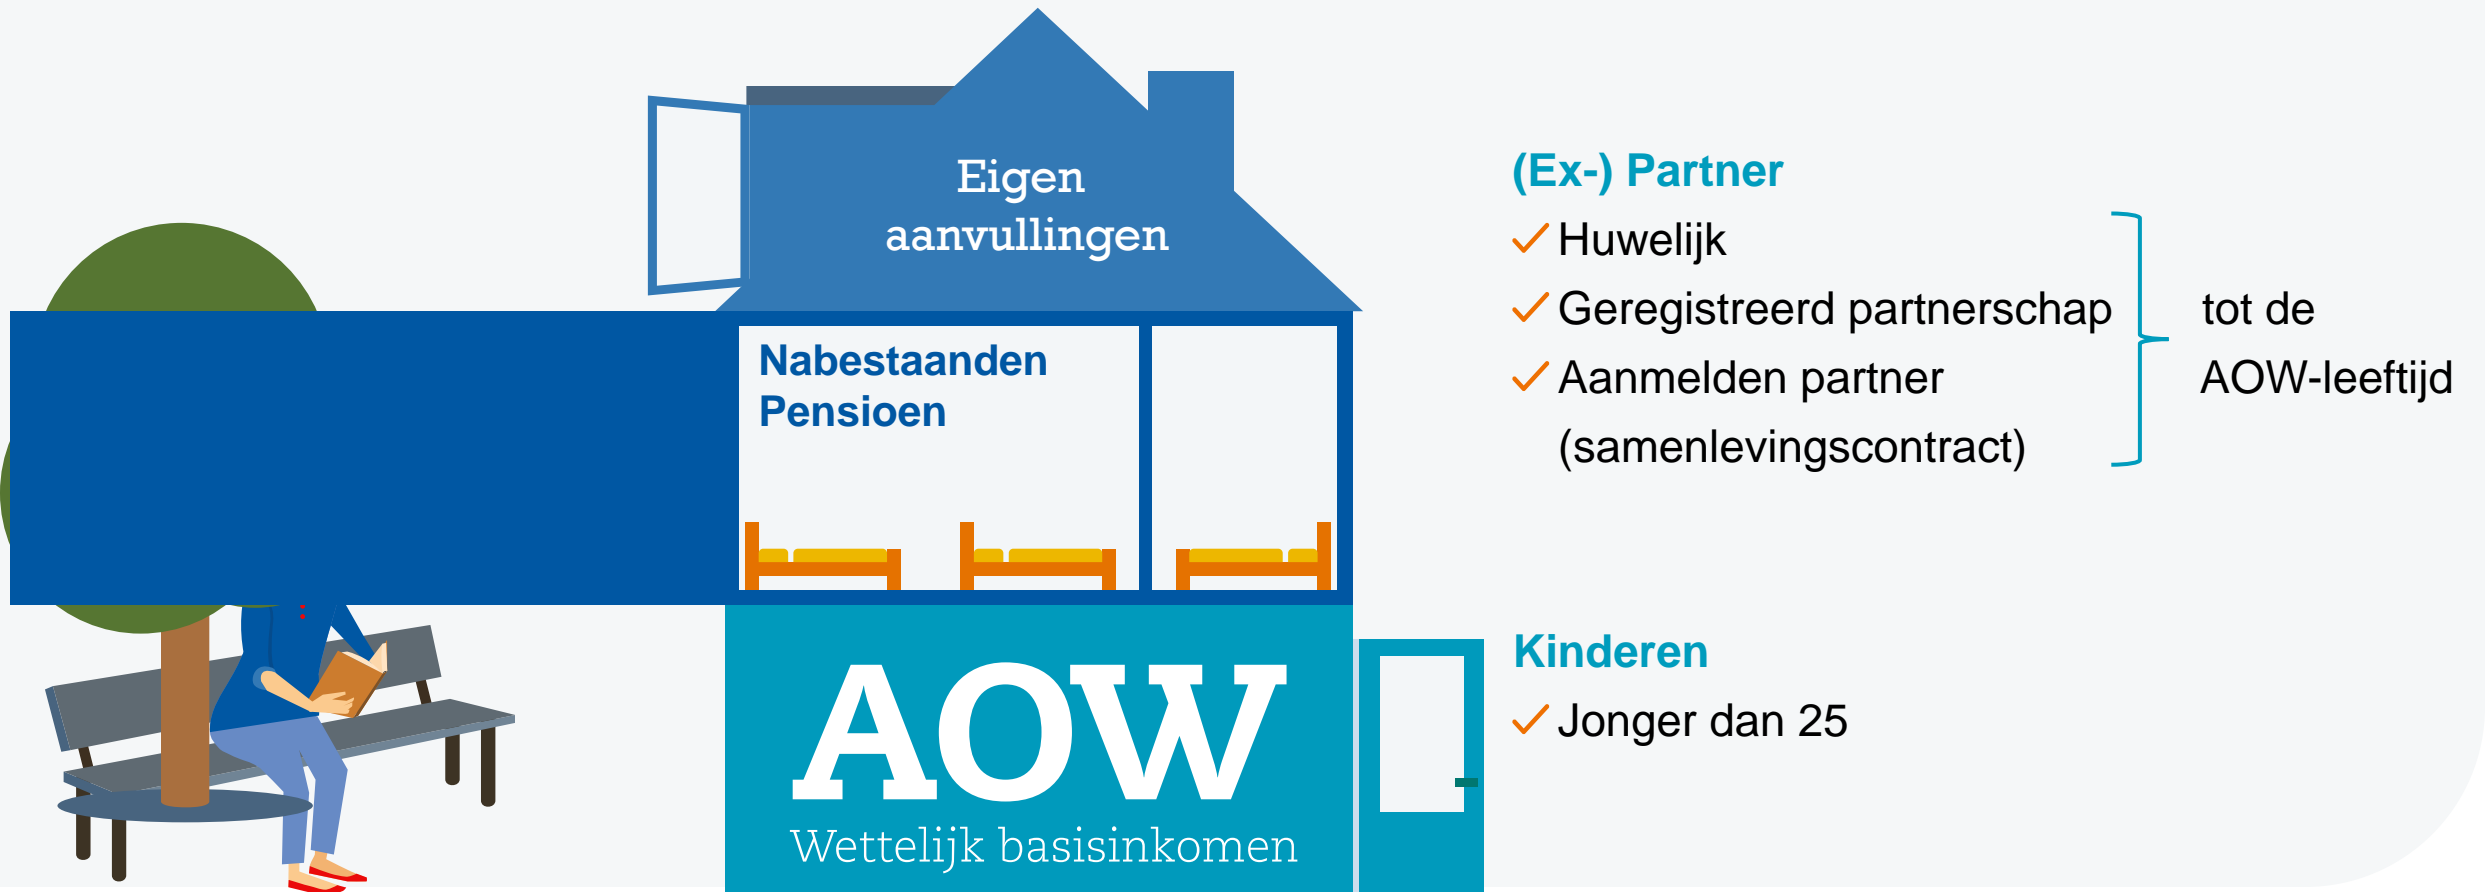 Eigen
aanvullingen
Nabestaanden
Pensioen
AOW
Wettelijk basisinkomen
(Ex-) Partner
Huwelijk
Geregistreerd partnerschap
Aanmelden partner
(samenlevingscontract)
tot de
AOW-leeftijd
Kinderen
Jonger dan 25